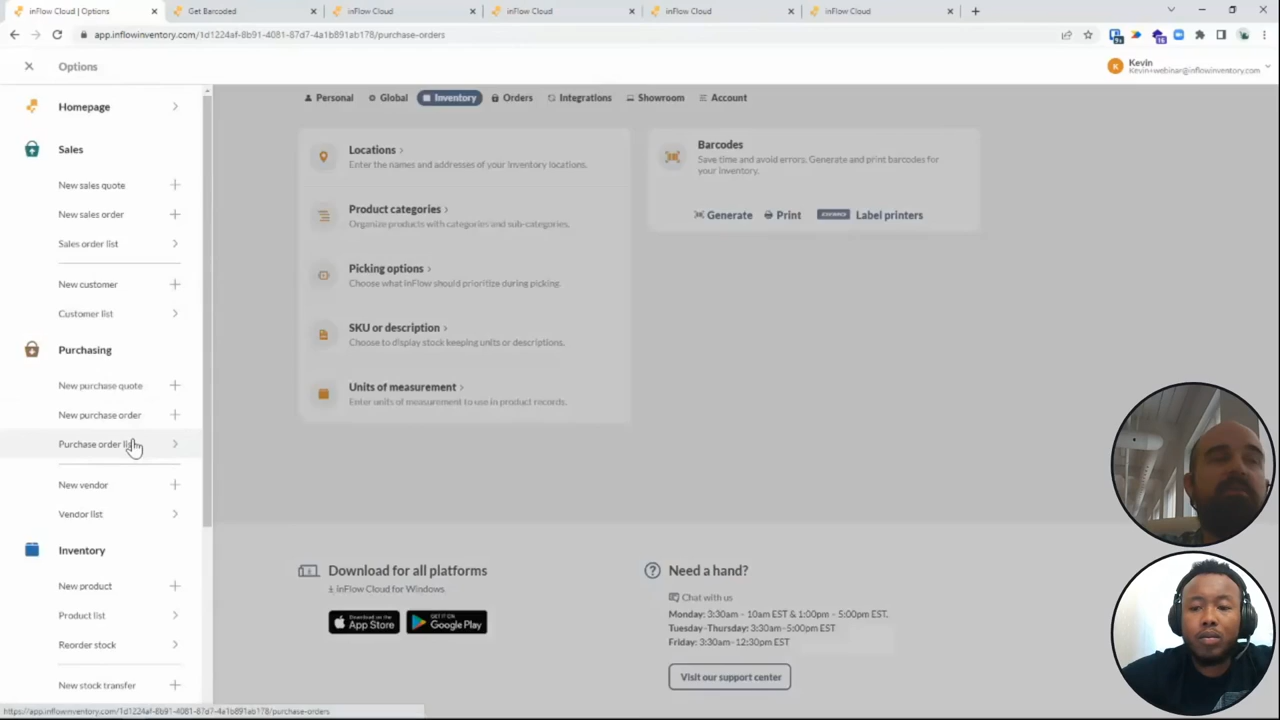 inFlow Cloud | Options
Get Barcoded
inFlow Cloud
inFlow Cloud
inFlow Cloud
inFlow Cloud
app.inflowinventory.com/1d1224af-8b91-4081-87d7-4a1b891ab178/purchase-orders
Options
K
Kevin
Kevin+webinar@inflowinventory.com
Homepage
Sales
New sales quote
New sales order
Sales order list
New customer
Customer list
Purchasing
New purchase quote
New purchase order
Purchase order
New vendor
Vendor list
Inventory
New product
Product list
Reorder stock
New stock transfer
Personal
Global
Inventory
Orders
Integrations
Showroom
Account
Locations >
Enter the names and addresses of your inventory locations.
Product categories >
Organize products with categories and sub-categories.
Picking options >
Choose what inFlow should prioritize during picking.
SKU or description >
Choose to display stock keeping units or descriptions.
Units of measurement >
Enter units of measurement to use in product records.
Barcodes
Save time and avoid errors. Generate and print barcodes for
your inventory.
Generate
Print
DYMO
Label printers
Download for all platforms
inFlow Cloud for Windows
Download on the
App Store
GET IT ON
Google Play
Need a hand?
Chat with us
Monday: 3:30am - 10am EST & 1:00pm - 5:00pm EST.
Tuesday-Thursday: 3:30am-5:00pm EST
Friday: 3:30am-12:30pm EST
Visit our support center
https://app.inflowinventory.com/1d1224af-8b91-4081-87d7-4a1b891ab178/purchase-orders